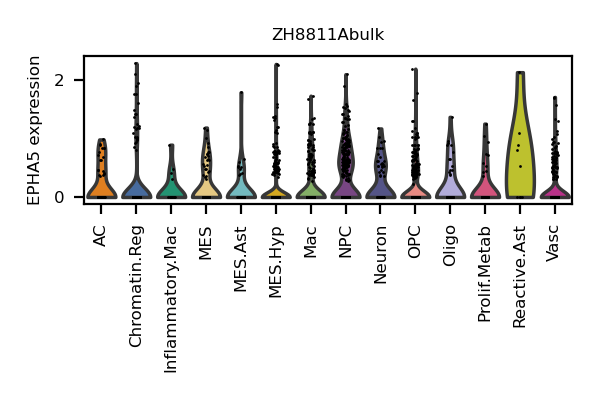 ZH8811Abulk
EPHA5 expression
2
0
AC
Chromatin.Reg
Inflammatory.Mac
MES
MES.Ast
MES.Hyp
Mac
NPC
Neuron
OPC
Oligo
Prolif.Metab
Reactive.Ast
Vasc